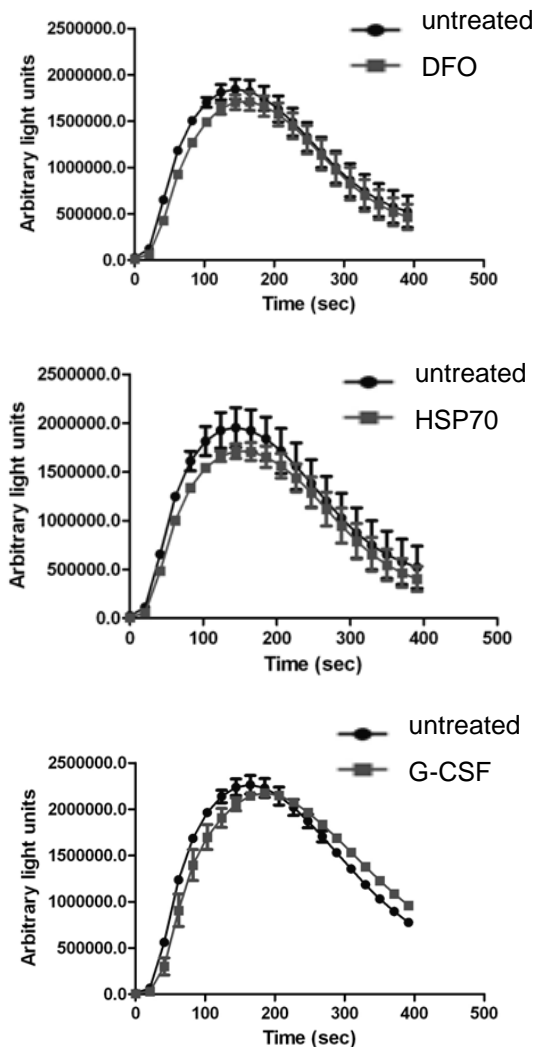 untreated
DFO
Arbitrary light units
2500000.0
2000000.0
1500000.0
1000000.0
500000.0
0.0
0 100 200 300 400 500
Time (sec)
untreated
HSP70
Arbitrary light units
2500000.0
2000000.0
1500000.0
1000000.0
500000.0
0.0
0 100 200 300 400 500
Time (sec)
untreated
G-CSF
Arbitrary light units
2500000.0
2000000.0
1500000.0
1000000.0
500000.0
0.0
0 100 200 300 400 500
Time (sec)